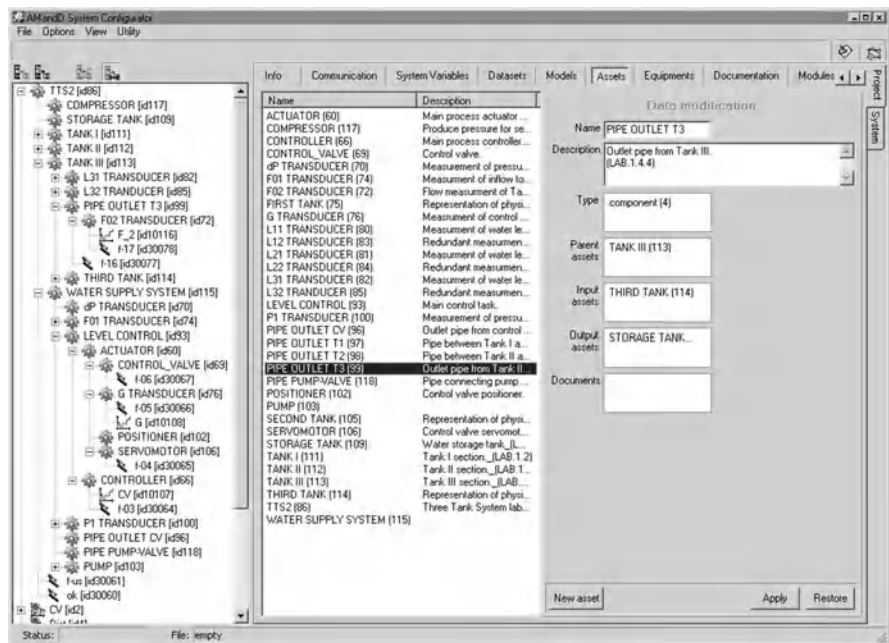 AMandD System Configurator
File Options View Utility
Info Communication System Variables Datasets Models Assets Equipments Documentation Modules
Project
System
TTS2 [id86]
COMPRESSOR [id117]
STORAGE TANK [id109]
TANK I [id111]
TANK II [id112]
TANK III [id113]
L31 TRANSDUCER [id82]
L32 TRANDUCER [id85]
PIPE OUTLET T3 [id99]
F02 TRANSDUCER [id72]
F_2 [id10116]
f-17 [id30078]
f-16 [id30077]
THIRD TANK [id114]
WATER SUPPLY SYSTEM [id115]
dP TRANSDUCER [id70]
F01 TRANSDUCER [id74]
LEVEL CONTROL [id93]
ACTUATOR [id60]
CONTROL_VALVE [id69]
f-06 [id30067]
G TRANSDUCER [id76]
f-05 [id30066]
G [id10108]
POSITIONER [id102]
SERVOMOTOR [id106]
f-04 [id30065]
CONTROLLER [id66]
CV [id10107]
f-03 [id30064]
P1 TRANSDUCER [id100]
PIPE OUTLET CV [id96]
PIPE PUMP-VALVE [id118]
PUMP [id103]
f-us [id30061]
ok [id30060]
CV [id2]
Name Description
ACTUATOR (60) Main process actuator ...
COMPRESSOR (117) Produce pressure for se...
CONTROLLER (66) Main process controller...
CONTROL_VALVE (69) Control valve.
dP TRANSDUCER (70) Measurement of pressu...
F01 TRANSDUCER (74) Measurment of inflow to...
F02 TRANSDUCER (72) Flow measurment of Ta...
FIRST TANK (75) Representation of physi...
G TRANSDUCER (76) Measurment of control ...
L11 TRANSDUCER (80) Measurment of water le...
L12 TRANSDUCER (83) Redundant measurmen...
L21 TRANSDUCER (81) Measurment of water le...
L22 TRANSDUCER (84) Redundant measurmen...
L31 TRANSDUCER (82) Measurment of water le...
L32 TRANDUCER (85) Redundant measurmen...
LEVEL CONTROL (93) Main control task.
P1 TRANSDUCER (100) Measurement of pressu...
PIPE OUTLET CV (96) Outlet pipe from control ...
PIPE OUTLET T1 (97) Pipe between Tank I a...
PIPE OUTLET T2 (98) Pipe between Tank II a...
PIPE OUTLET T3 (99) Outlet pipe from Tank II...
PIPE PUMP-VALVE (118) Pipe connecting pump ...
POSITIONER (102) Control valve positioner.
PUMP (103)
SECOND TANK (105) Representation of physi...
SERVOMOTOR (106) Control valve servomot...
STORAGE TANK (109) Water storage tank_(L...
TANK I (111) Tank I section._(LAB.1.2)
TANK II (112) Tank II section._(LAB.1...
TANK III (113) Tank III section._(LAB....
THIRD TANK (114) Representation of physi...
TTS2 (86) Three Tank System lab...
WATER SUPPLY SYSTEM (115)
Data modification
Name PIPE OUTLET T3
Description Outlet pipe from Tank III.
(LAB.1.4.4)
Type component (4)
Parent assets TANK III (113)
Input assets THIRD TANK (114)
Output assets STORAGE TANK...
Documents
New asset Apply Restore
Status: File: empty